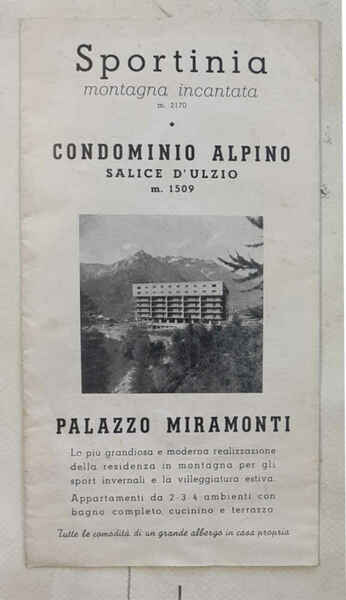 Sportinia
montagna incantata
m. 2170
CONDOMINIO ALPINO
SALICE D'ULZIO
m. 1509
PALAZZO MIRAMONTI
La più grandiosa e moderna realizzazione
della residenza in montagna per gli
sport invernali e la villeggiatura estiva.
Appartamenti da 2-3-4 ambienti con
bagno completo, cucinino e terrazzo
Tutte le comodità di un grande albergo in casa propria